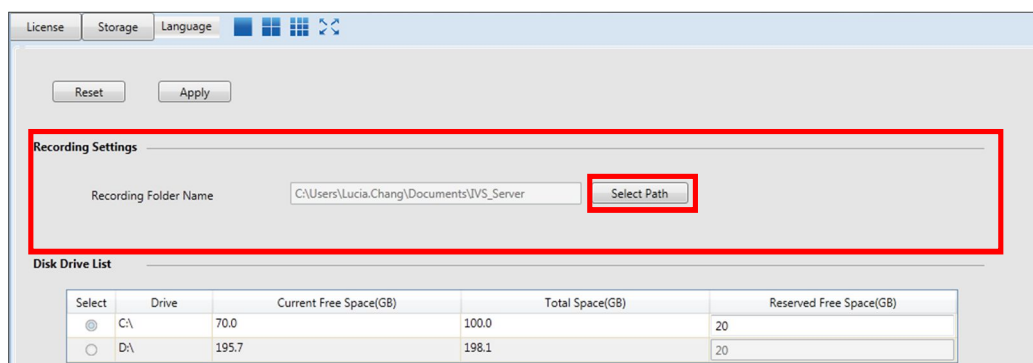 License Storage Language
Reset Apply
Recording Settings
Recording Folder Name C:\Users\Lucia.Chang\Documents\IVS_Server Select Path
Disk Drive List
Select Drive Current Free Space(GB) Total Space(GB) Reserved Free Space(GB)
C:\ 70.0 100.0 20
D:\ 195.7 198.1 20